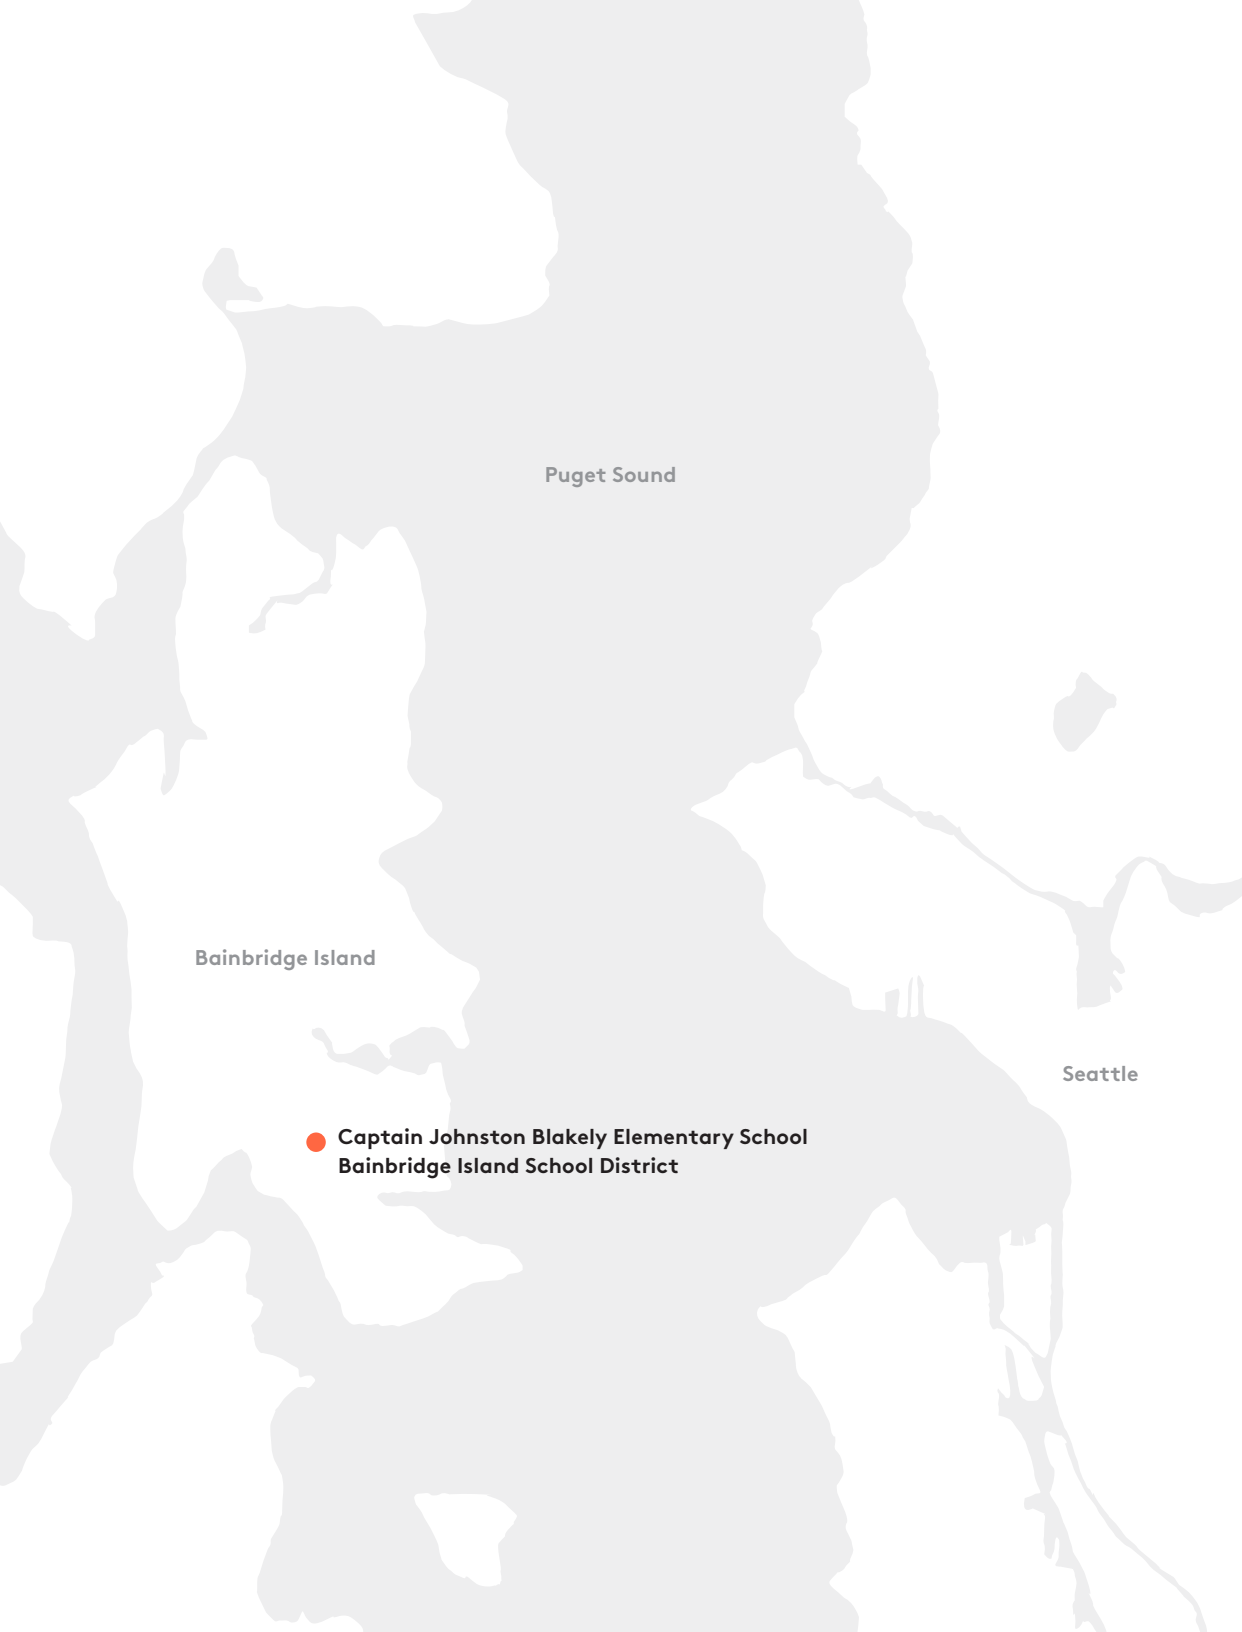 Puget Sound
Bainbridge Island
Seattle
Captain Johnston Blakely Elementary School
Bainbridge Island School District